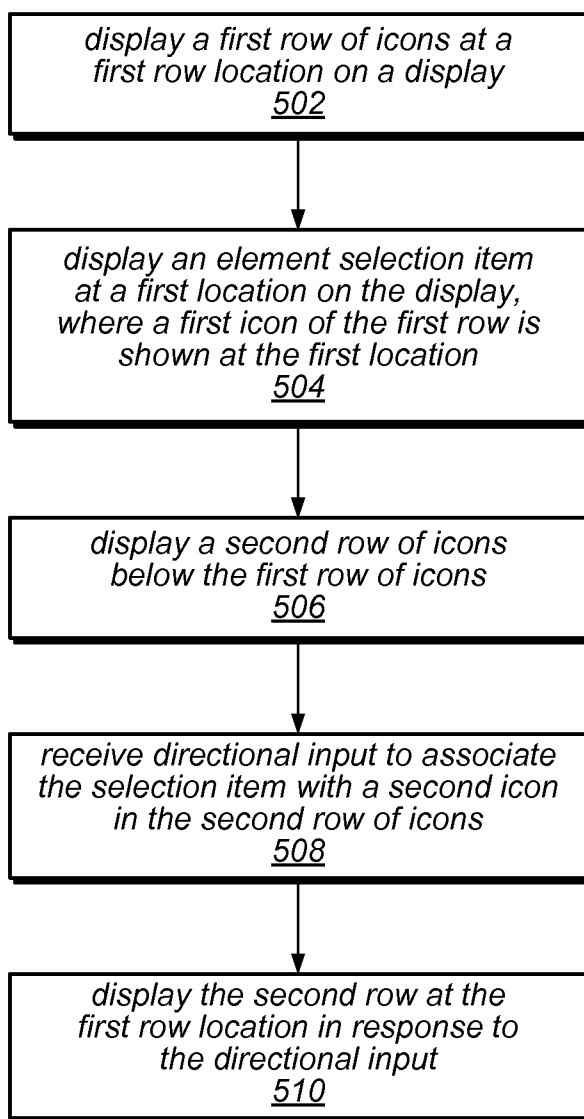 display a first row of icons at a
first row location on a display
502
display an element selection item
at a first location on the display,
where a first icon of the first row is
shown at the first location
504
display a second row of icons
below the first row of icons
506
receive directional input to associate
the selection item with a second icon
in the second row of icons
508
display the second row at the
first row location in response to
the directional input
510